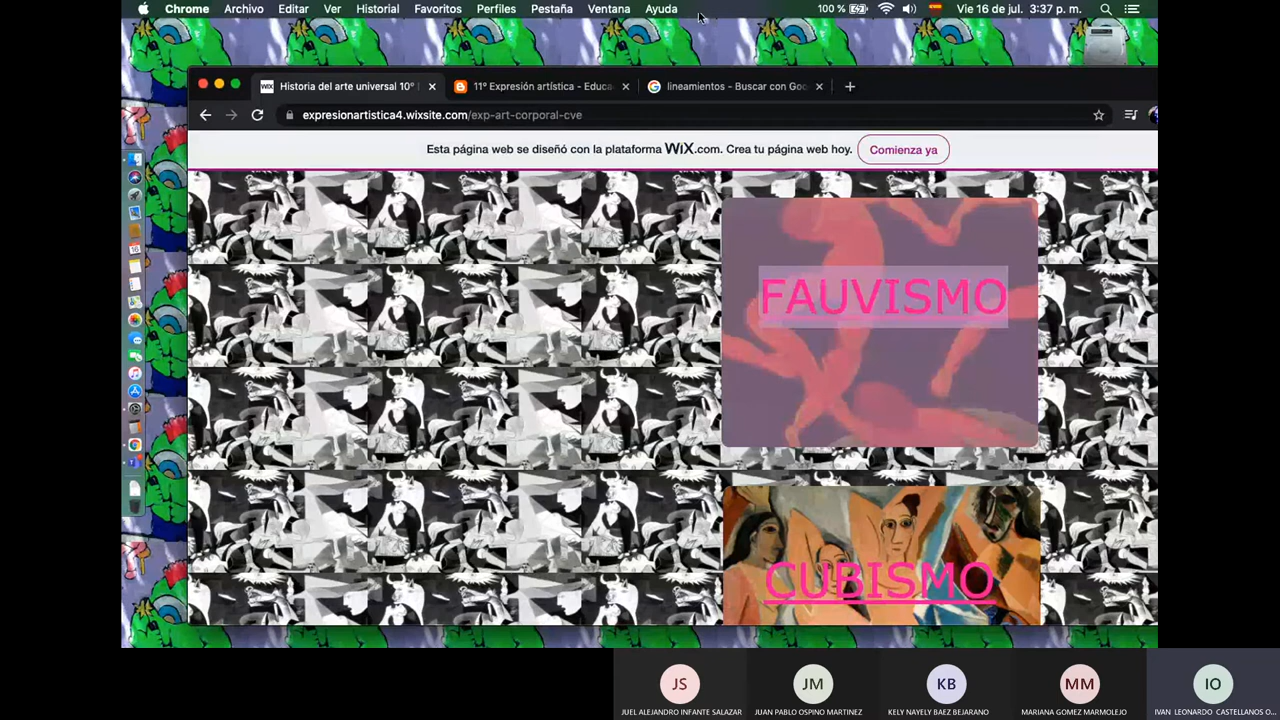 Chrome Archivo Editar Ver Historial Favoritos Perfiles Pestaña Ventana Ayuda 100 % Vie 16 de jul. 3:37 p. m.
WIX Historia del arte universal 10º 11º Expresión artística - Educa lineamientos - Buscar con Goo
expresionartistica4.wixsite.com/exp-art-corporal-cve
Esta página web se diseñó con la plataforma WiX.com. Crea tu página web hoy. Comienza ya
FAUVISMO
CUBISMO
JS JM KB MM IO
JUEL ALEJANDRO INFANTE SALAZAR JUAN PABLO OSPINO MARTINEZ KELY NAYELY BAEZ BEJARANO MARIANA GOMEZ MARMOLEJO IVAN LEONARDO CASTELLANOS O...